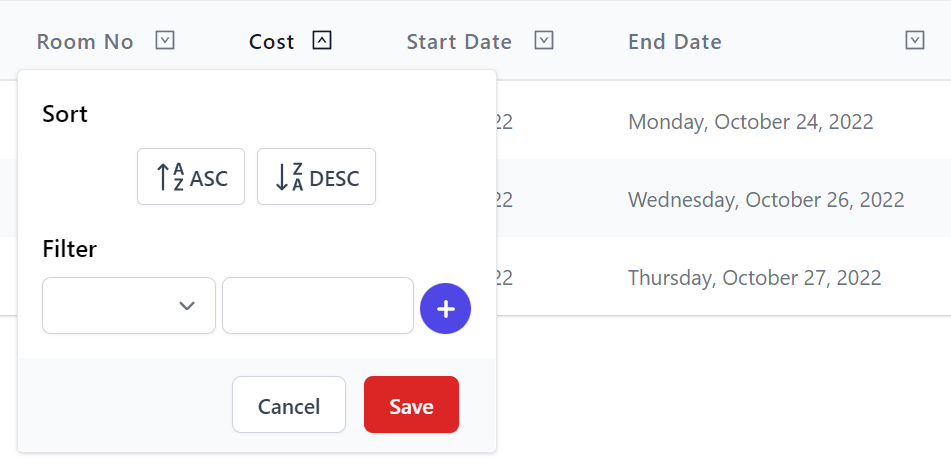 Room No Cost Start Date End Date
Sort
22 Monday, October 24, 2022
A Z ASC Z A DESC
22 Wednesday, October 26, 2022
Filter
22 Thursday, October 27, 2022
Cancel Save